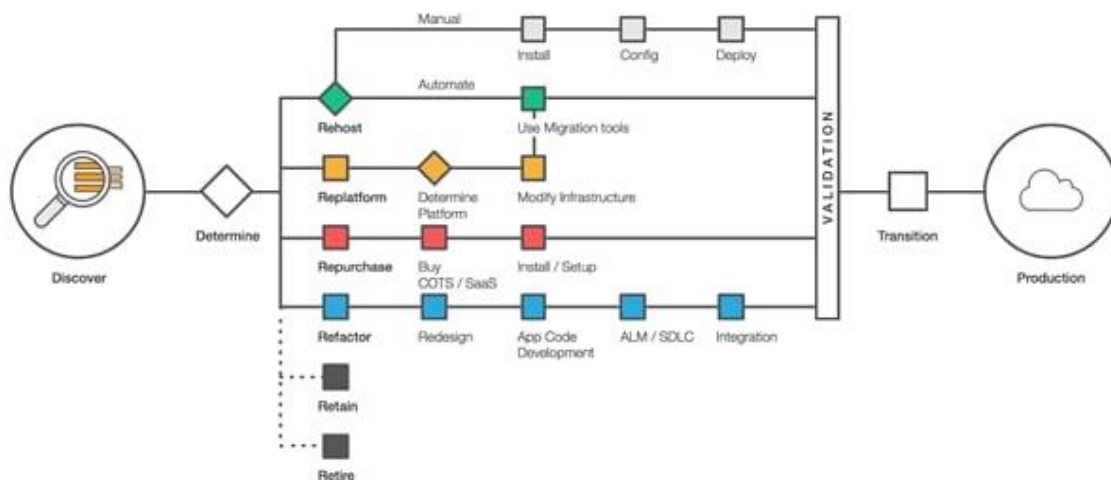 Manual
Install
Config
Deploy
Automate
Rehost
Use Migration tools
Discover
Determine
Replatform
Determine
Platform
Modify Infrastructure
Repurchase
Buy
COTS / SaaS
Install / Setup
Refactor
Redesign
App Code
Development
ALM / SDLC
Integration
Retain
Retire
VALIDATION
Transition
Production